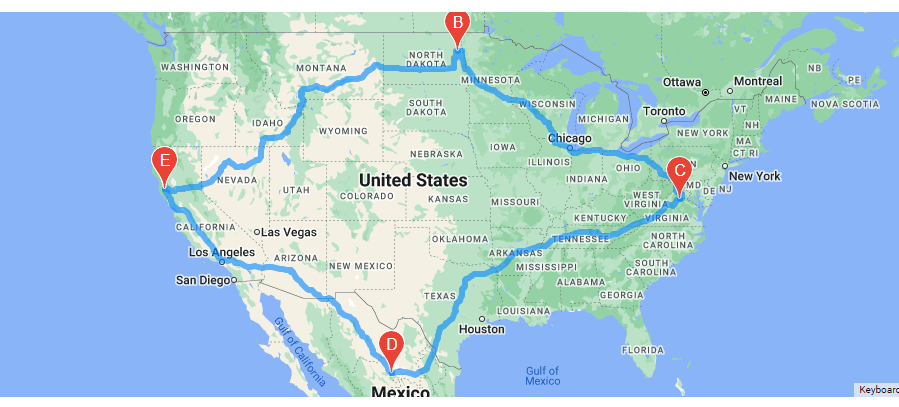 B
WASHINGTON
MONTANA
NORTH
DAKOTA
MINNESOTA
Ottawa
Montreal
NB
PE
MAINE
NOVA SCOTIA
OREGON
IDAHO
SOUTH
DAKOTA
WISCONSIN
MICHIGAN
Toronto
VT
NH
NEW YORK
MA
CT RI
WYOMING
Chicago
IOWA
NEBRASKA
ILLINOIS
OHIO
E
C
NEVADA
UTAH
United States
COLORADO
KANSAS
MISSOURI
INDIANA
WEST
VIRGINIA
MD
DE
NJ
New York
KENTUCKY
VIRGINIA
CALIFORNIA
Las Vegas
OKLAHOMA
TENNESSEE
NORTH
CAROLINA
Los Angeles
ARIZONA
NEW MEXICO
ARKANSAS
MISSISSIPPI
SOUTH
CAROLINA
San Diego
ALABAMA
GEORGIA
TEXAS
LOUISIANA
Houston
Gulf of California
D
FLORIDA
Gulf of
Mexico
Mexico
Keyboard